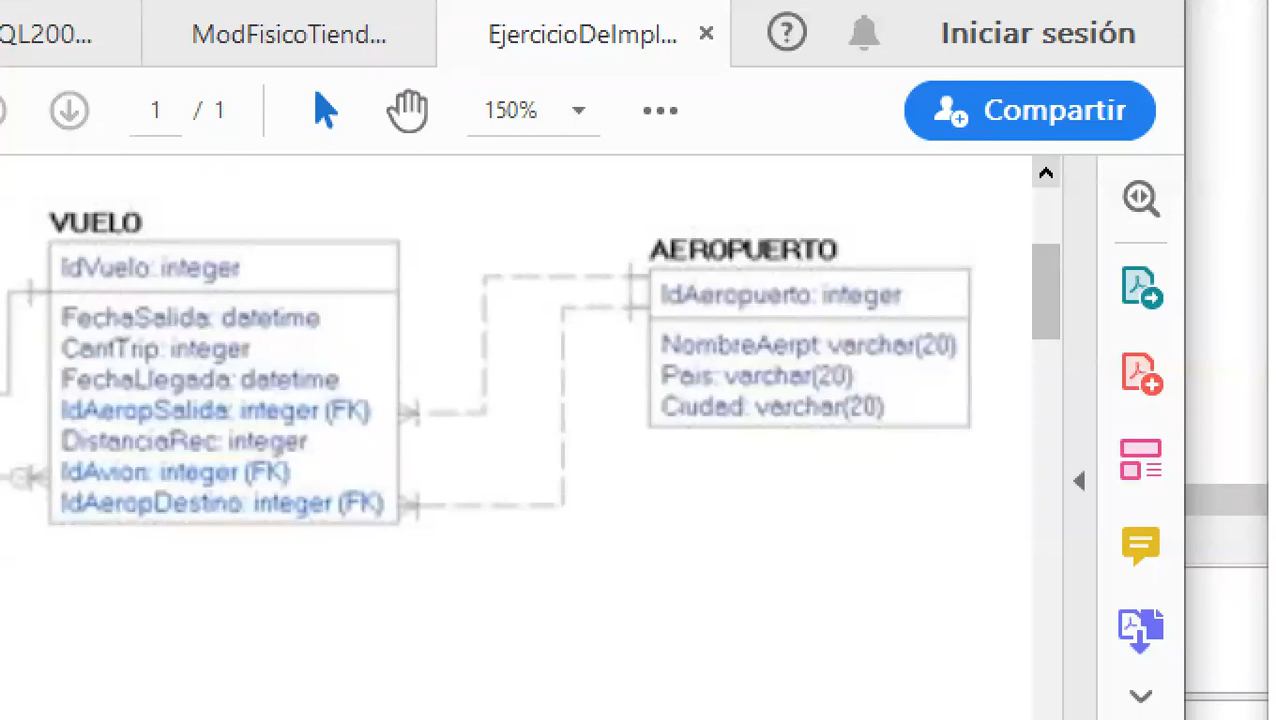 QL200...
ModFisicoTiend...
EjercicioDeImpl...
Iniciar sesión
1 / 1
150%
Compartir
VUELO
IdVuelo: integer
FechaSalida: datetime
CantTrip: integer
FechaLlegada: datetime
IdAeropSalida: integer (FK)
DistanciaRec: integer
IdAvion: integer (FK)
IdAeropDestino: integer (FK)
AEROPUERTO
IdAeropuerto: integer
NombreAerpt: varchar(20)
Pais: varchar(20)
Ciudad: varchar(20)